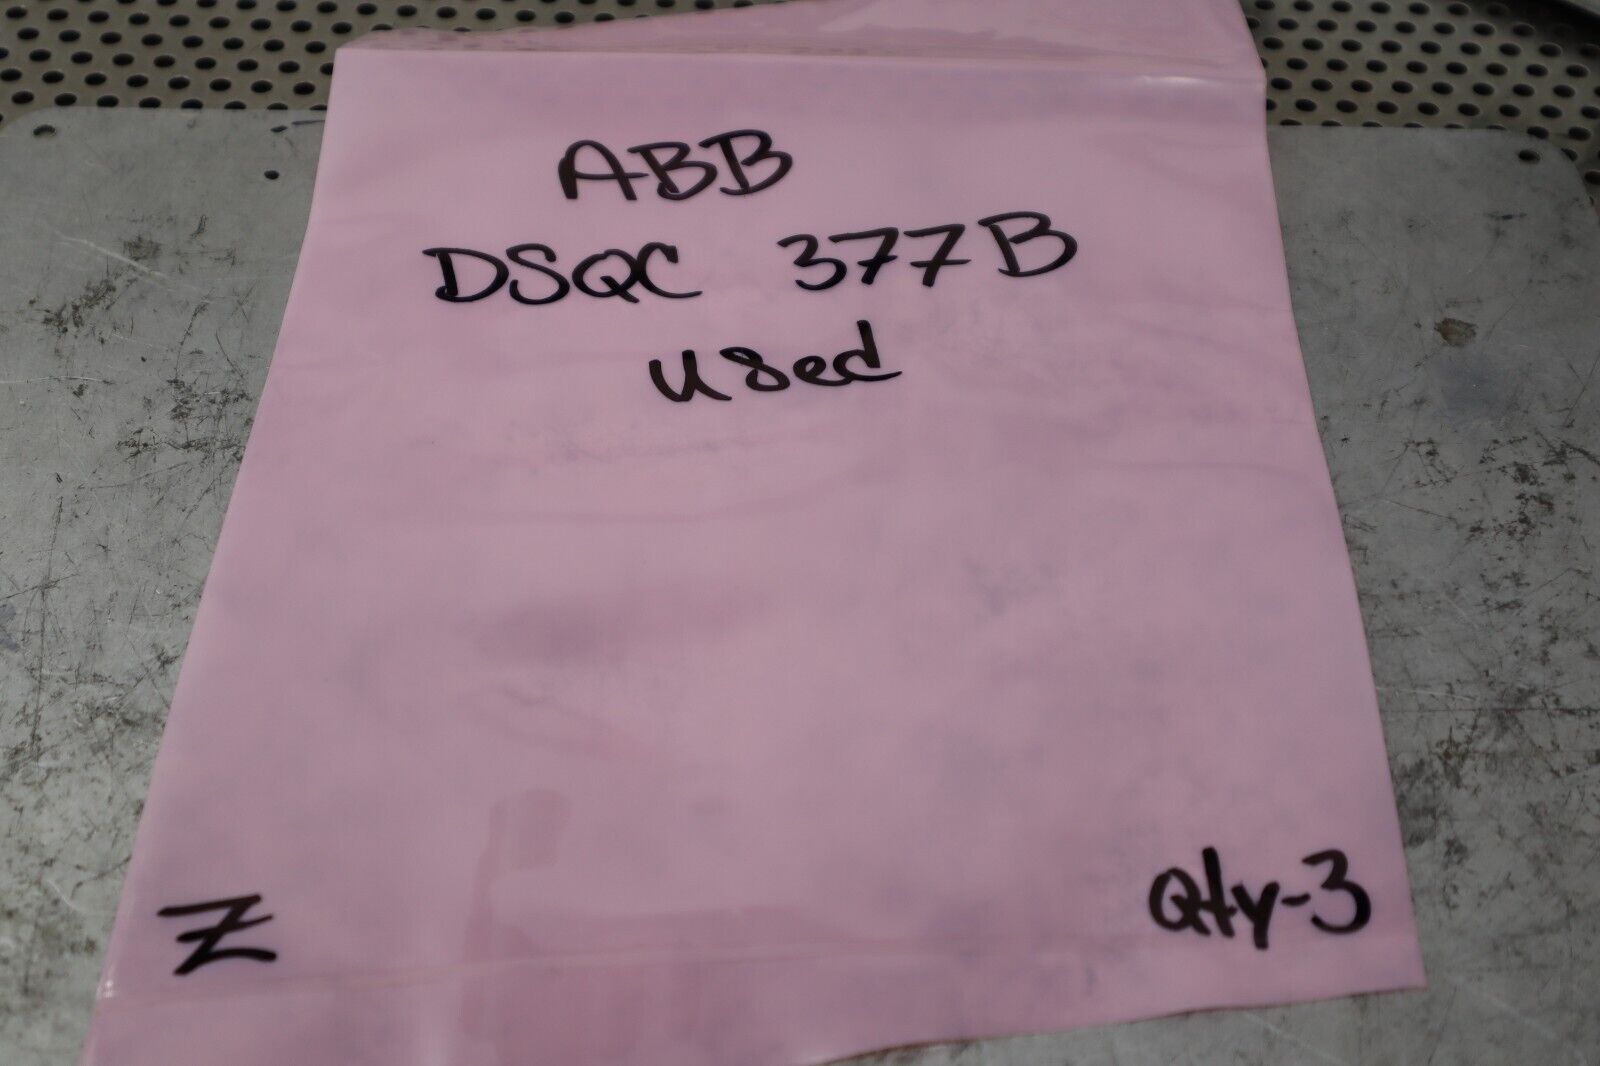 ABB
DSQC 377B
Used
Z
Qty-3